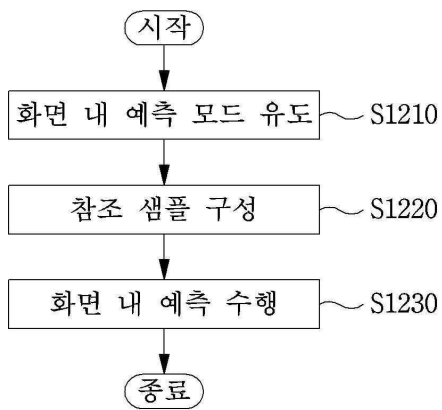 시작
화면 내 예측 모드 유도 S1210
참조 샘플 구성 S1220
화면 내 예측 수행 S1230
종료